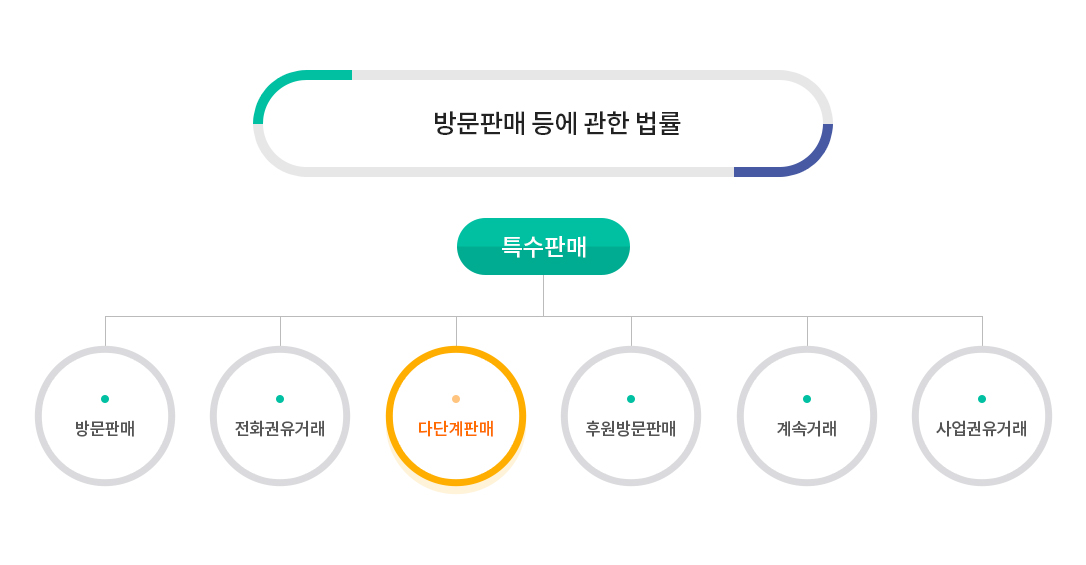 방문판매 등에 관한 법률
특수판매
방문판매
전화권유거래
다단계판매
후원방문판매
계속거래
사업권유거래